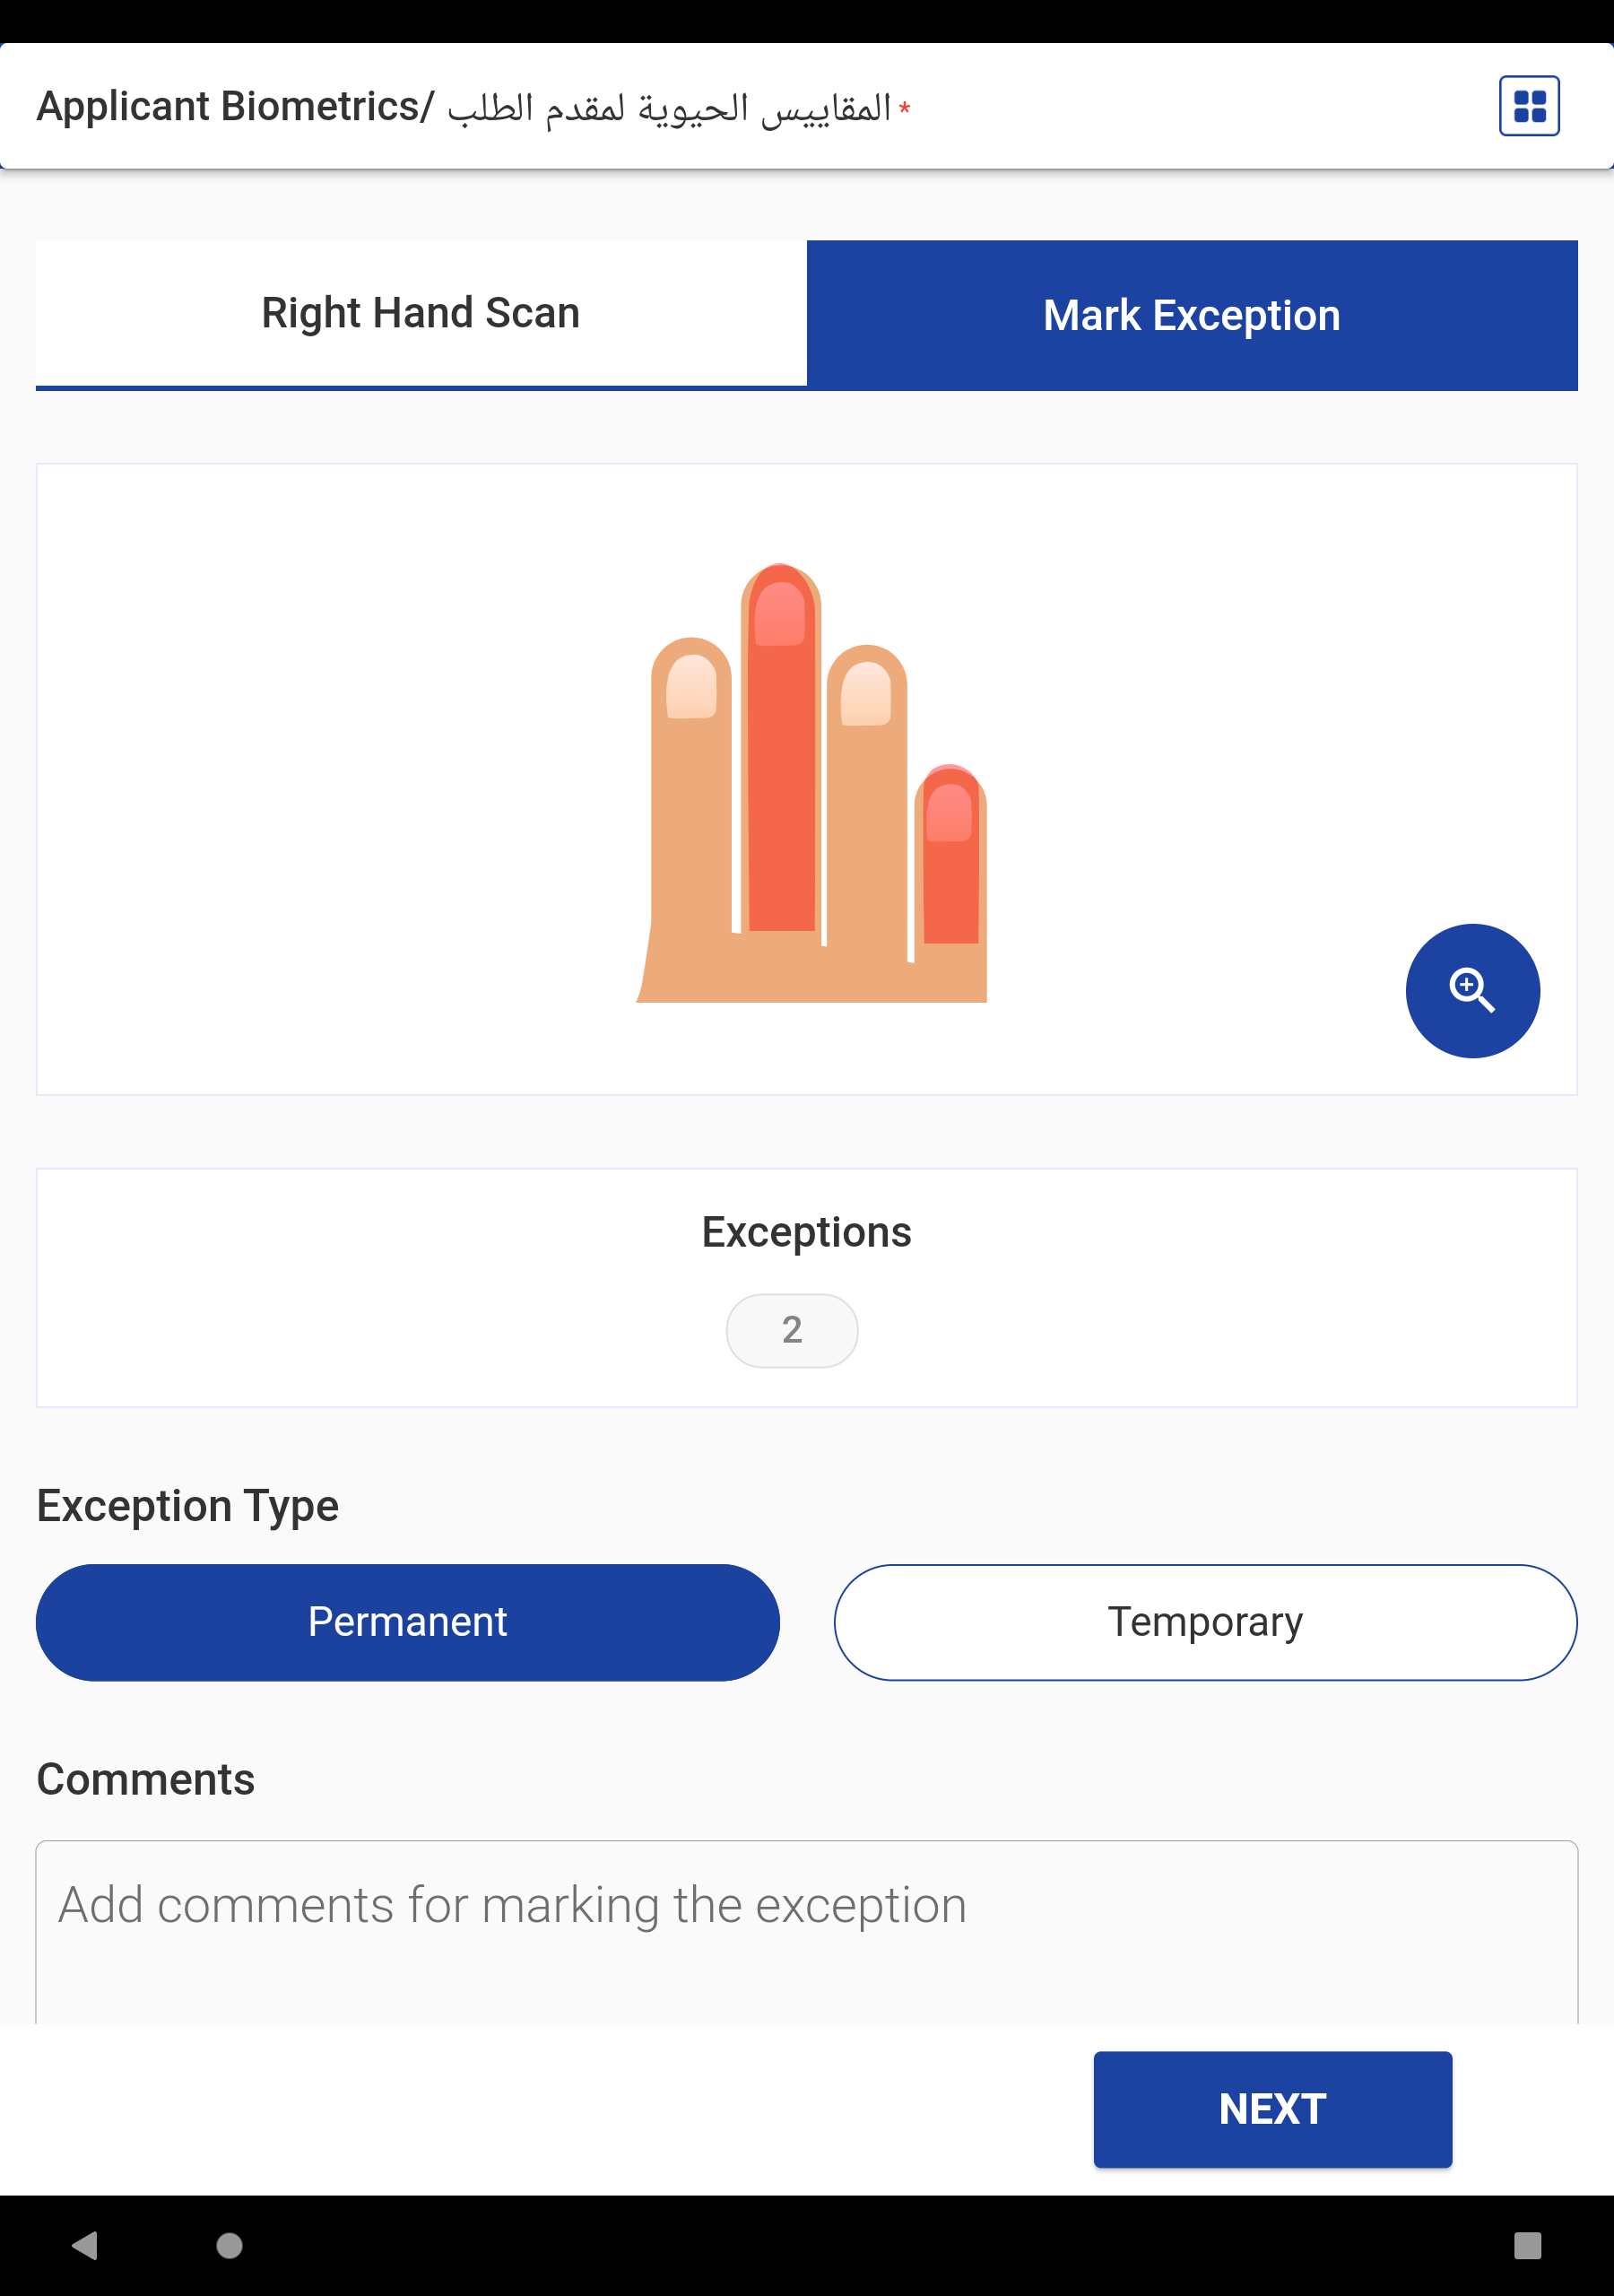 Applicant Biometrics/ المقاييس الحيوية لمقدم الطلب *
Right Hand Scan
Mark Exception
Exceptions
2
Exception Type
Permanent
Temporary
Comments
Add comments for marking the exception
NEXT